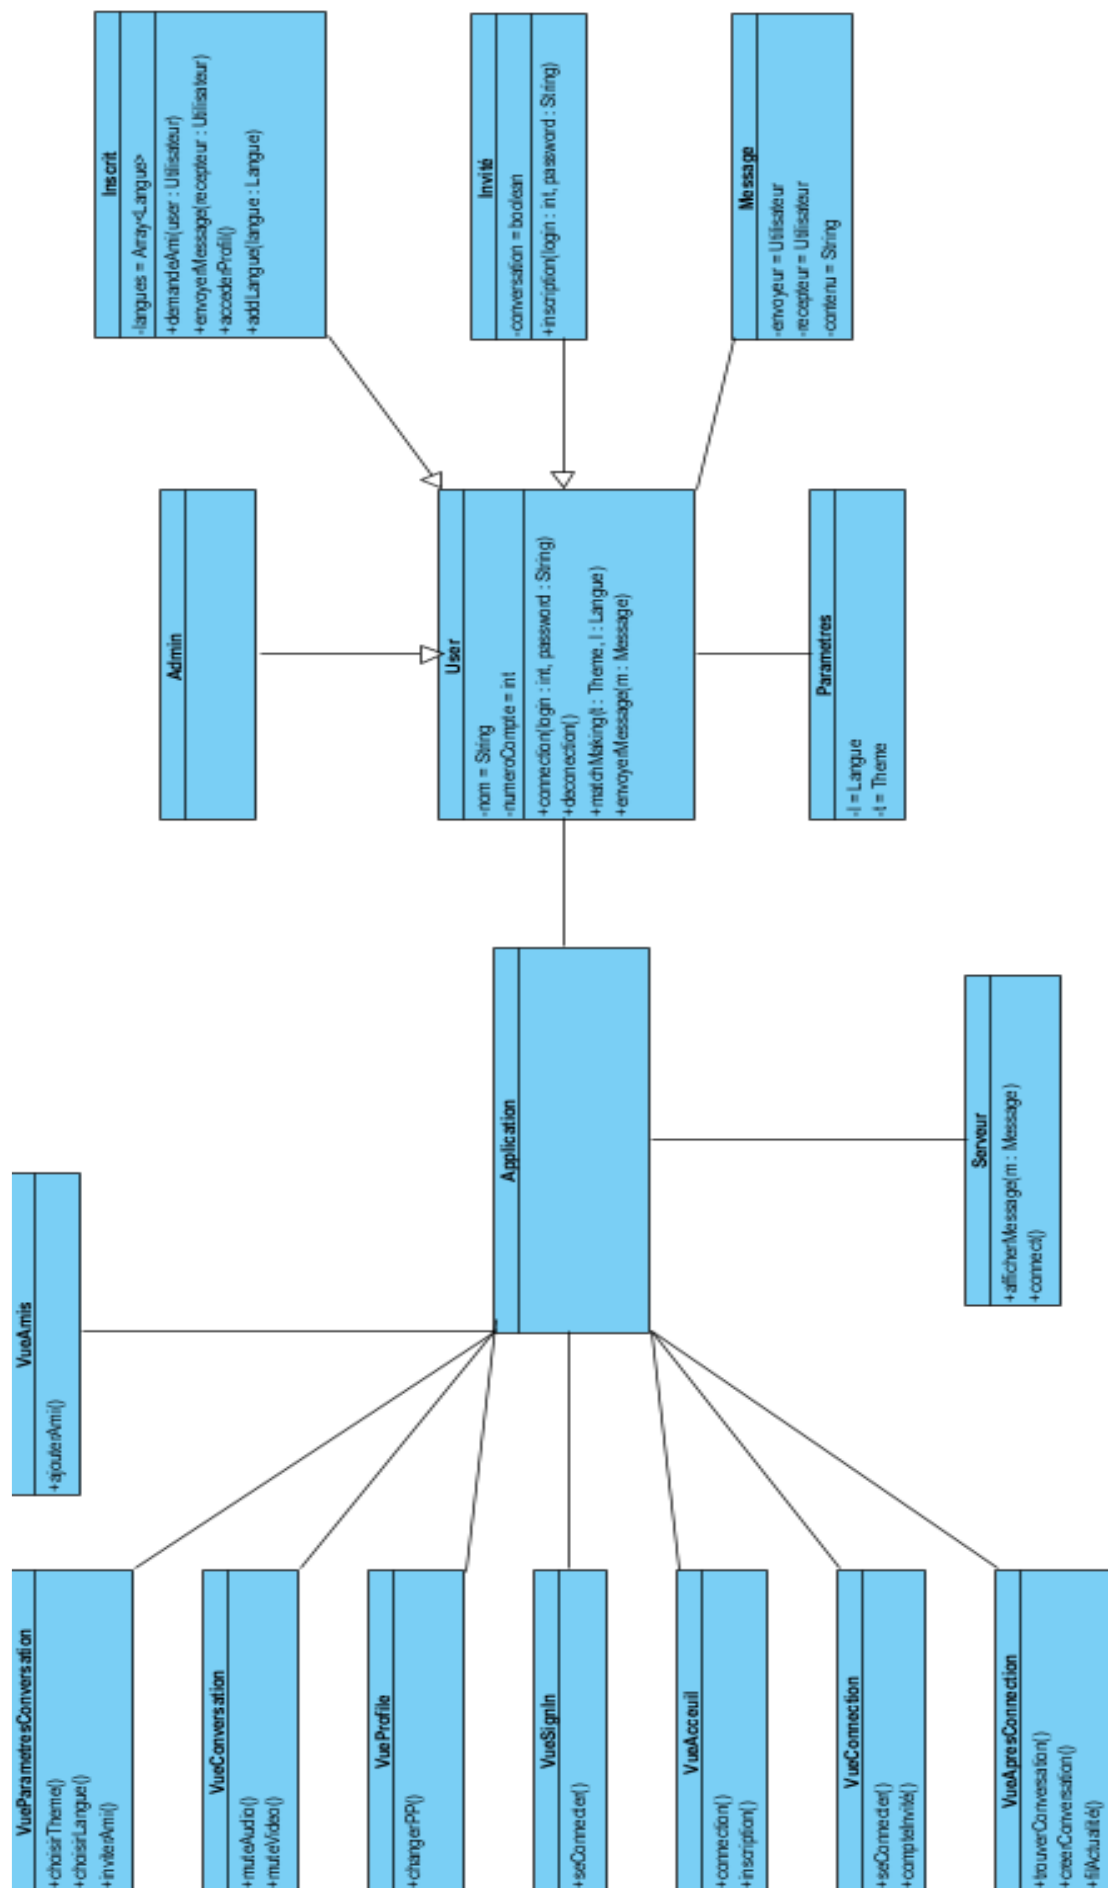 Inscrit
-langues = Array<Langue>
+demandeAmi(user : Utilisateur)
+envoyerMessage(recepteur : Utilisateur)
+accederProfil()
+addLangue(langue : Langue)
Invité
-conversation = boolean
+inscription(login : int, password : String)
Message
-envoyeur = Utilisateur
-recepteur = Utilisateur
-contenu = String
Admin
User
-nom = String
-numeroCompte = int
+connection(login : int, password : String)
+deconection()
+matchMaking(t : Theme, l : Langue)
+envoyerMessage(m : Message)
Parametres
-l = Langue
-t = Theme
Application
Serveur
+afficherMessage(m : Message)
+connect()
VueAmis
+ajouterAmi()
VueParametresConversation
+choisirTheme()
+choisirLangue()
+inviterAmi()
VueConversation
+muteAudio()
+muteVideo()
VueProfile
+changerPP()
VueSignIn
+seConnecter()
VueAcceuil
+connection()
+inscription()
VueConnection
+seConnecter()
+compteInvité()
VueApresConnection
+trouverConversation()
+creerConversation()
+filActualité()